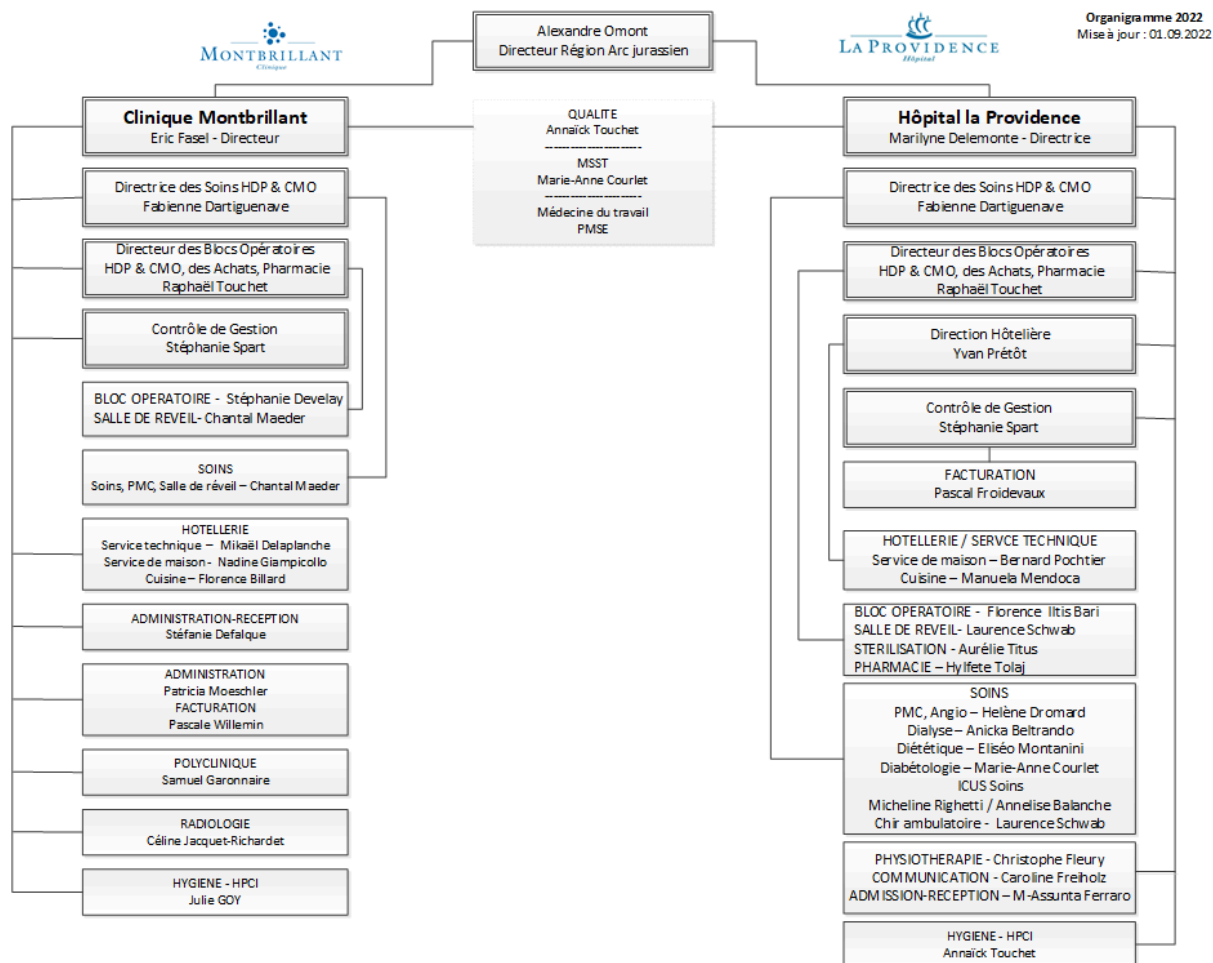 MONTBRILLANT
Clinique
Alexandre Omont
Directeur Région Arc jurassien
LA PROVIDENCE
Hôpital
Organigramme 2022
Mise à jour : 01.09.2022
Clinique Montbrillant
Eric Fasel - Directeur
QUALITE
Annaïck Touchet
----------------------
MSST
Marie-Anne Courlet
----------------------
Médecine du travail
PMSE
Hôpital la Providence
Marilyne Delemonte - Directrice
Directrice des Soins HDP & CMO
Fabienne Dartiguenave
Directeur des Blocs Opératoires
HDP & CMO, des Achats, Pharmacie
Raphaël Touchet
Contrôle de Gestion
Stéphanie Spart
BLOC OPERATOIRE - Stéphanie Develay
SALLE DE REVEIL- Chantal Maeder
SOINS
Soins, PMC, Salle de réveil – Chantal Maeder
HOTELLERIE
Service technique – Mikaël Delaplanche
Service de maison - Nadine Giampicollo
Cuisine – Florence Billard
ADMINISTRATION-RECEPTION
Stéfanie Defalque
ADMINISTRATION
Patricia Moeschler
FACTURATION
Pascale Willemin
POLYCLINIQUE
Samuel Garonnaire
RADIOLOGIE
Céline Jacquet-Richardet
HYGIENE - HPCI
Julie GOY
Directrice des Soins HDP & CMO
Fabienne Dartiguenave
Directeur des Blocs Opératoires
HDP & CMO, des Achats, Pharmacie
Raphaël Touchet
Direction Hôtelière
Yvan Prétôt
Contrôle de Gestion
Stéphanie Spart
FACTURATION
Pascal Froidevaux
HOTELLERIE / SERVCE TECHNIQUE
Service de maison – Bernard Pochtier
Cuisine – Manuela Mendoca
BLOC OPERATOIRE - Florence Iltis Bari
SALLE DE REVEIL- Laurence Schwab
STERILISATION - Aurélie Titus
PHARMACIE – Hylfete Tolaj
SOINS
PMC, Angio – Helène Dromard
Dialyse – Anicka Beltrando
Diététique – Eliséo Montanini
Diabétologie – Marie-Anne Courlet
ICUS Soins
Micheline Righetti / Annelise Balanche
Chir ambulatoire - Laurence Schwab
PHYSIOTHERAPIE - Christophe Fleury
COMMUNICATION - Caroline Freiholz
ADMISSION-RECEPTION – M-Assunta Ferraro
HYGIENE - HPCI
Annaïck Touchet